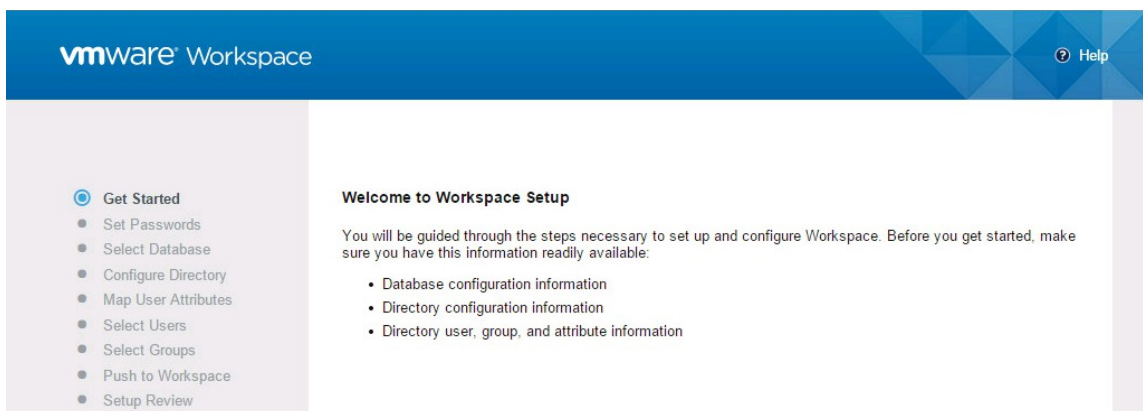 vmware® Workspace
Help
Get Started
Set Passwords
Select Database
Configure Directory
Map User Attributes
Select Users
Select Groups
Push to Workspace
Setup Review
Welcome to Workspace Setup
You will be guided through the steps necessary to set up and configure Workspace. Before you get started, make
sure you have this information readily available:
• Database configuration information
• Directory configuration information
• Directory user, group, and attribute information